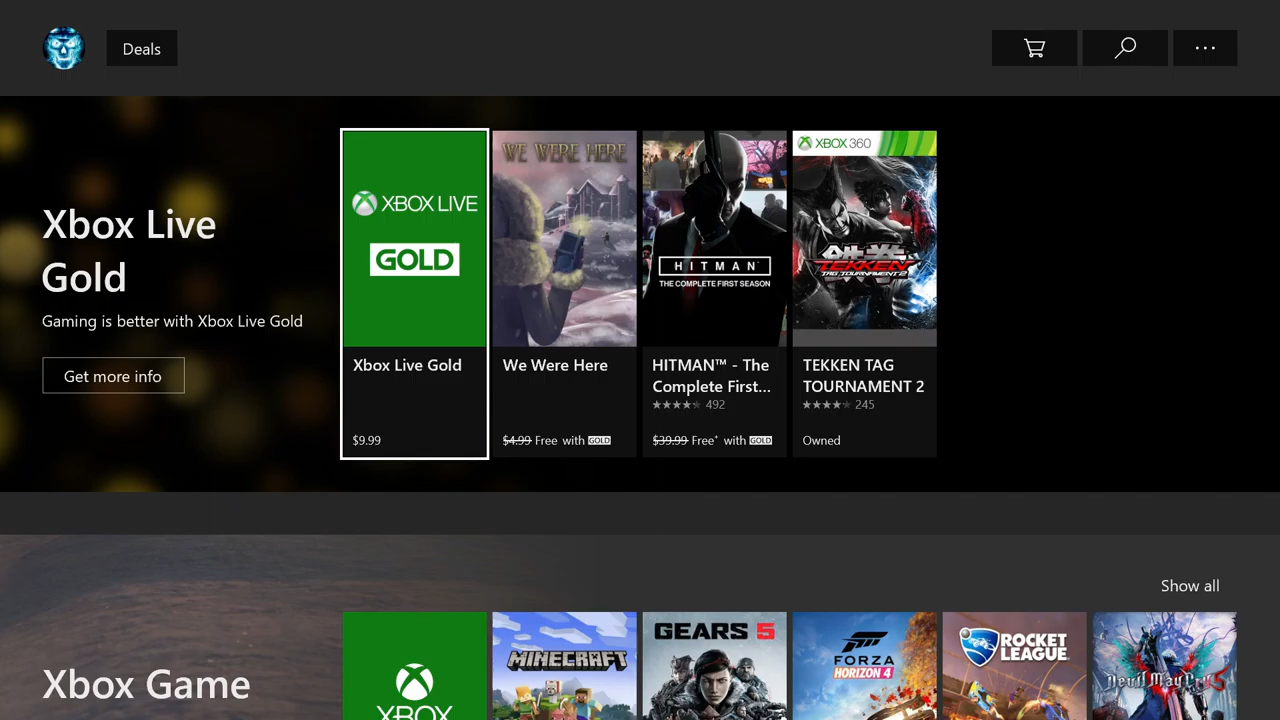 Deals
Xbox Live
Gold
Gaming is better with Xbox Live Gold
Get more info
XBOX LIVE
GOLD
Xbox Live Gold
$9.99
WE WERE HERE
We Were Here
$4.99 Free with GOLD
HITMAN™
THE COMPLETE FIRST SEASON
HITMAN™ - The
Complete First...
492
$39.99 Free* with GOLD
XBOX 360
鉄拳
TEKKEN
TAG TOURNAMENT 2
TEKKEN TAG
TOURNAMENT 2
245
Owned
Show all
Xbox Game
XBOX
MINECRAFT
GEARS 5
FORZA
HORIZON 4
ROCKET
LEAGUE
Devil May Cry 5